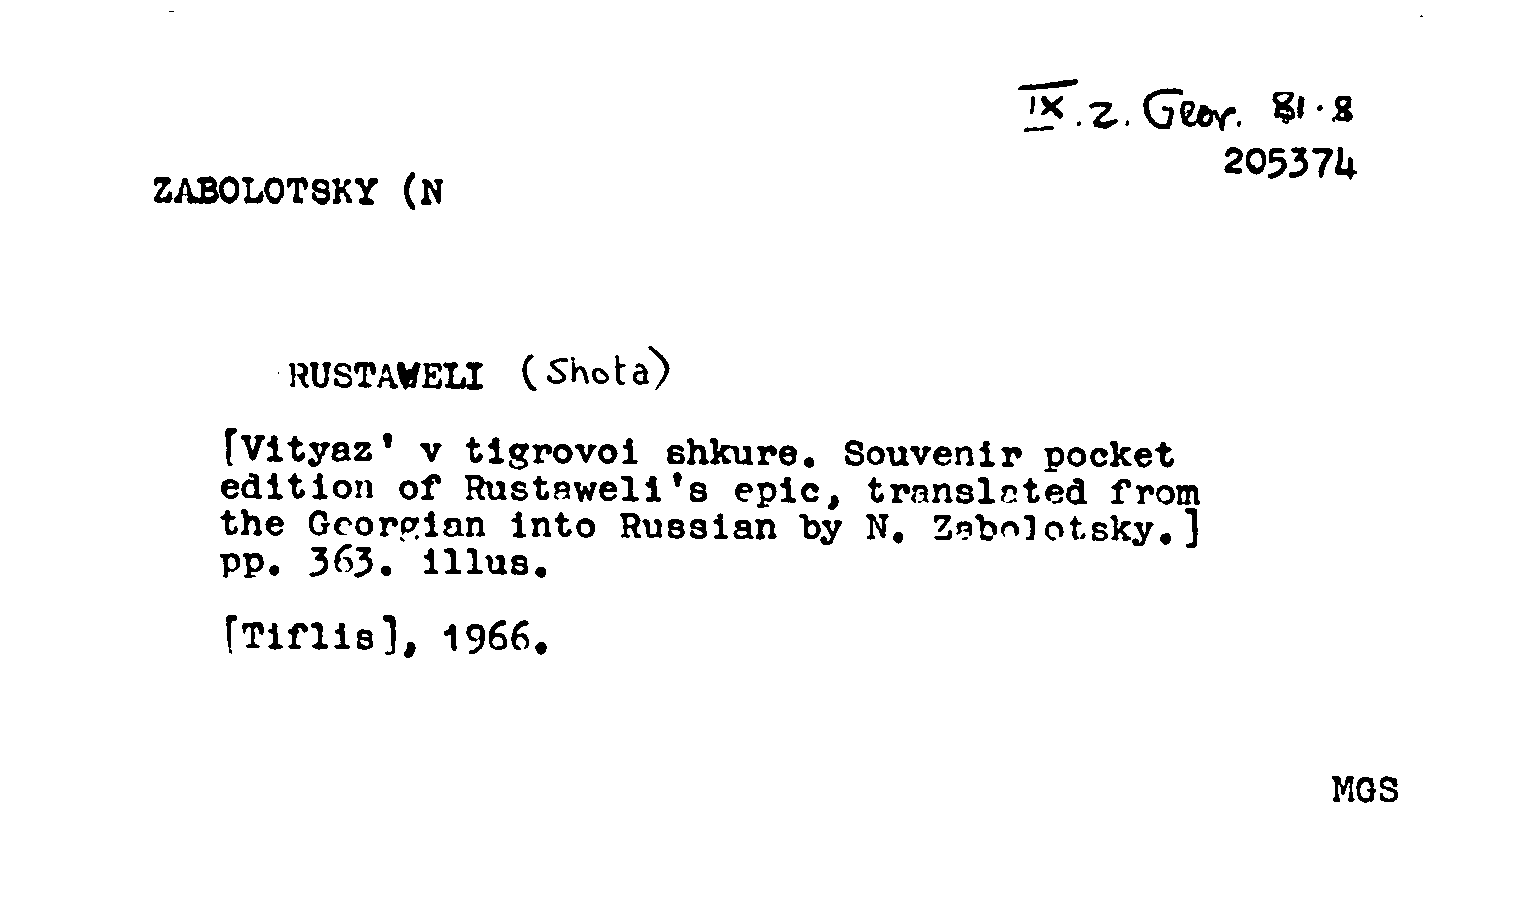 IX.2. Geor. 81.8
205374
ZABOLOTSKY (N
RUSTAWELI (Shota)
[Vityaz' v tigrovoi shkure. Souvenir pocket
edition of Rustaweli's epic, translated from
the Georgian into Russian by N. Zabolotsky.]
pp. 363. illus.
[Tiflis], 1966.
MGS